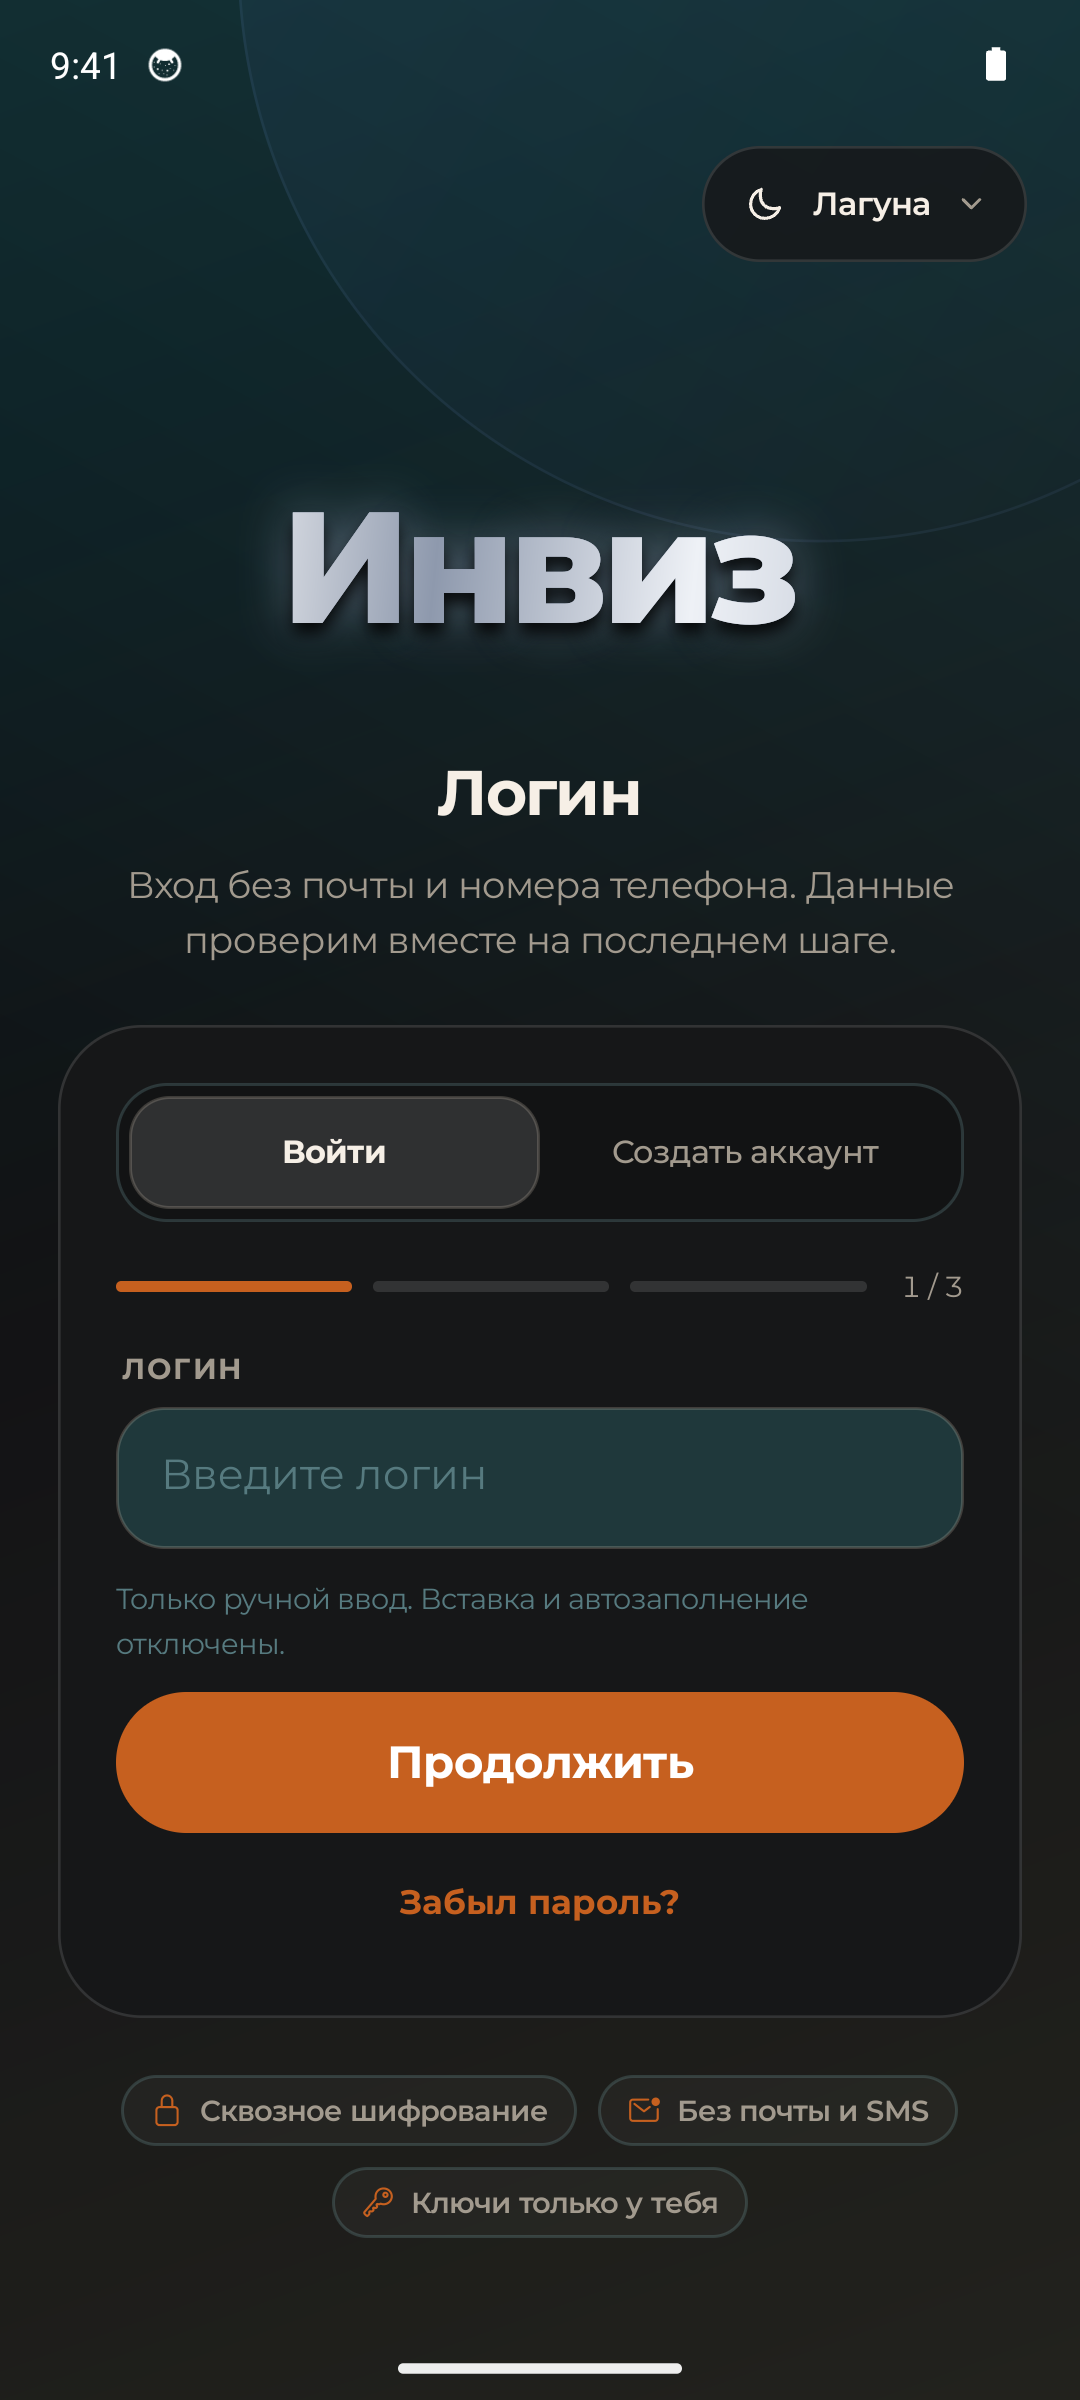 9:41
Лагуна
Инвиз
Логин
Вход без почты и номера телефона. Данные
проверим вместе на последнем шаге.
Войти
Создать аккаунт
1 / 3
ЛОГИН
Введите логин
Только ручной ввод. Вставка и автозаполнение
отключены.
Продолжить
Забыл пароль?
Сквозное шифрование
Без почты и SMS
Ключи только у тебя